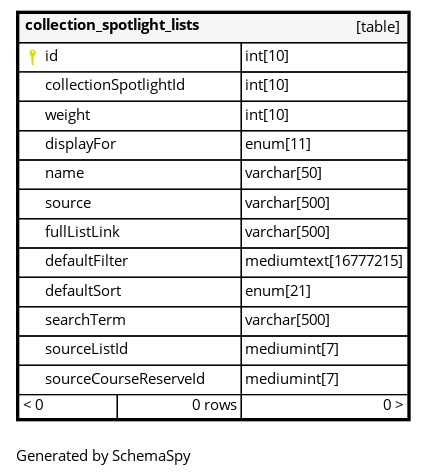 collection_spotlight_lists [table]
id int[10]
collectionSpotlightId int[10]
weight int[10]
displayFor enum[11]
name varchar[50]
source varchar[500]
fullListLink varchar[500]
defaultFilter mediumtext[16777215]
defaultSort enum[21]
searchTerm varchar[500]
sourceListId mediumint[7]
sourceCourseReserveId mediumint[7]
< 0 0 rows 0 >
Generated by SchemaSpy